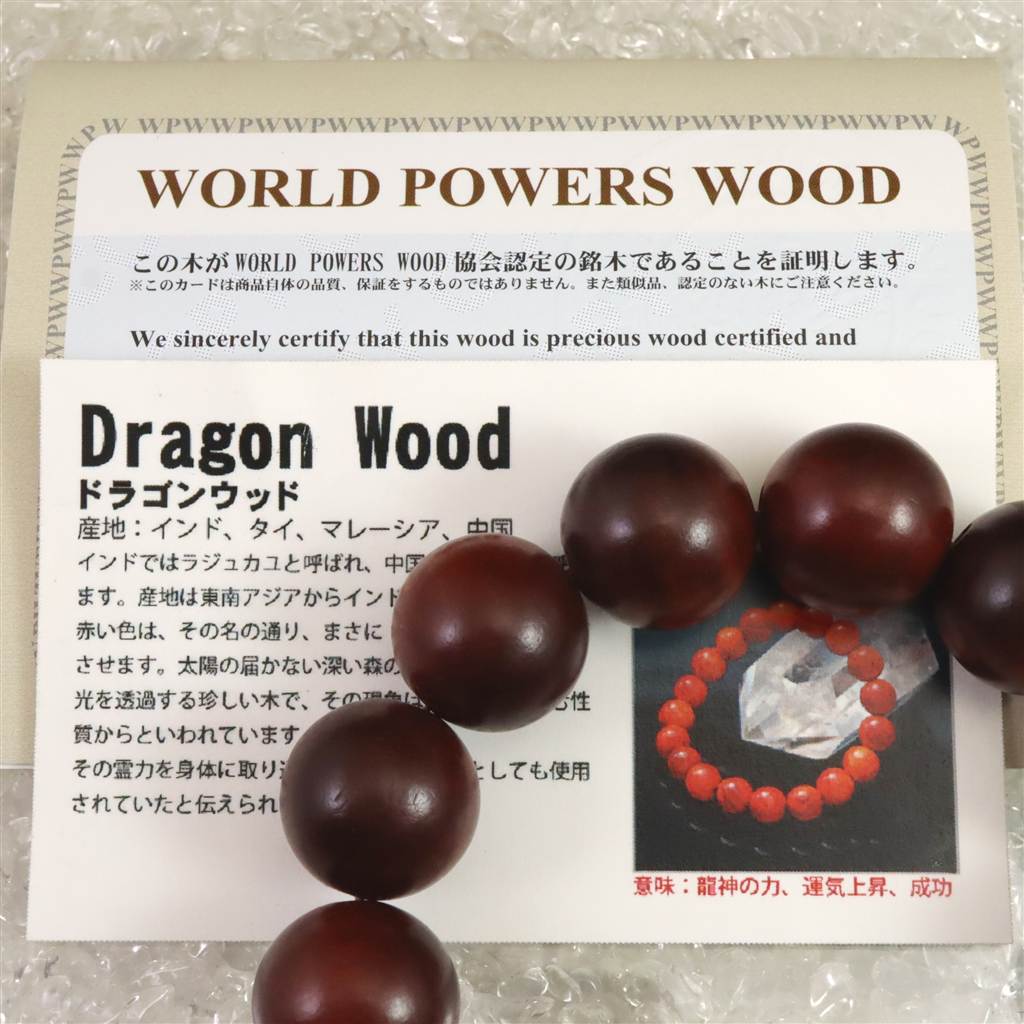 WPWWPWWPWWPWWPWWPWWPWWPWWPWWPW
WORLD POWERS WOOD
この木がWORLD POWERS WOOD協会認定の銘木であることを証明します。
※このカードは商品自体の品質、保証をするものではありません。また類似品、認定のない木にご注意ください。
We sincerely certify that this wood is precious wood certified and
Dragon Wood
ドラゴンウッド
産地：インド、タイ、マレーシア、中国
インドではラジュカユと呼ばれ、中国
ます。産地は東南アジアからインド
赤い色は、その名の通り、まさに
させます。太陽の届かない深い森の
光を透過する珍しい木で、その現象は 性
質からといわれています
その霊力を身体に取り としても使用
されていたと伝えられ
意味：龍神の力、運気上昇、成功